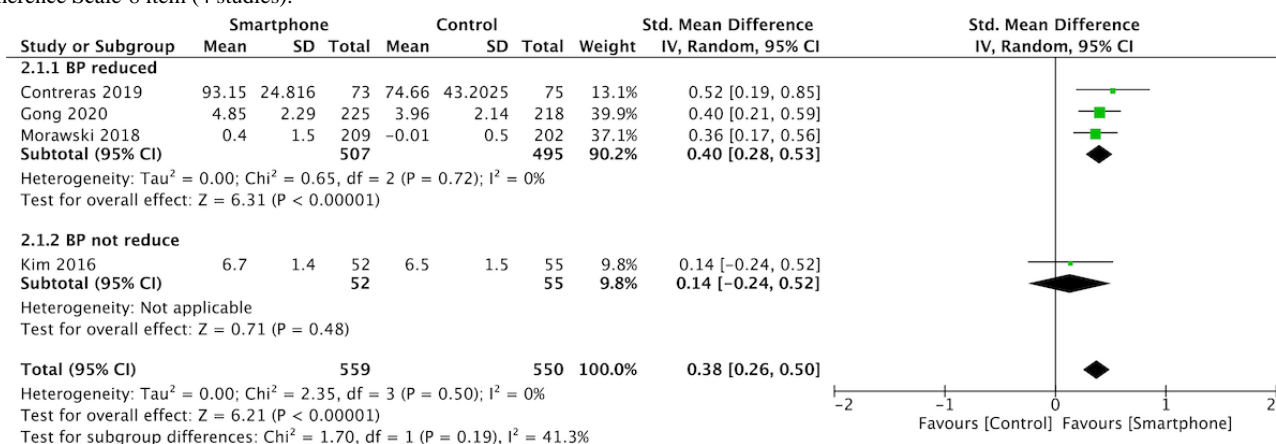 Scale-8 item (4 studies).
Smartphone Control Std. Mean Difference Std. Mean Difference
Study or Subgroup Mean SD Total Mean SD Total Weight IV, Random, 95% CI IV, Random, 95% CI
2.1.1 BP reduced
Contreras 2019 93.15 24.816 73 74.66 43.2025 75 13.1% 0.52 [0.19, 0.85]
Gong 2020 4.85 2.29 225 3.96 2.14 218 39.9% 0.40 [0.21, 0.59]
Morawski 2018 0.4 1.5 209 −0.01 0.5 202 37.1% 0.36 [0.17, 0.56]
Subtotal (95% CI) 507 495 90.2% 0.40 [0.28, 0.53]
Heterogeneity: Tau² = 0.00; Chi² = 0.65, df = 2 (P = 0.72); I² = 0%
Test for overall effect: Z = 6.31 (P < 0.00001)
2.1.2 BP not reduce
Kim 2016 6.7 1.4 52 6.5 1.5 55 9.8% 0.14 [−0.24, 0.52]
Subtotal (95% CI) 52 55 9.8% 0.14 [−0.24, 0.52]
Heterogeneity: Not applicable
Test for overall effect: Z = 0.71 (P = 0.48)
Total (95% CI) 559 550 100.0% 0.38 [0.26, 0.50]
Heterogeneity: Tau² = 0.00; Chi² = 2.35, df = 3 (P = 0.50); I² = 0%
Test for overall effect: Z = 6.21 (P < 0.00001)
Test for subgroup differences: Chi² = 1.70, df = 1 (P = 0.19), I² = 41.3%
-2 -1 0 1 2
Favours [Control] Favours [Smartphone]